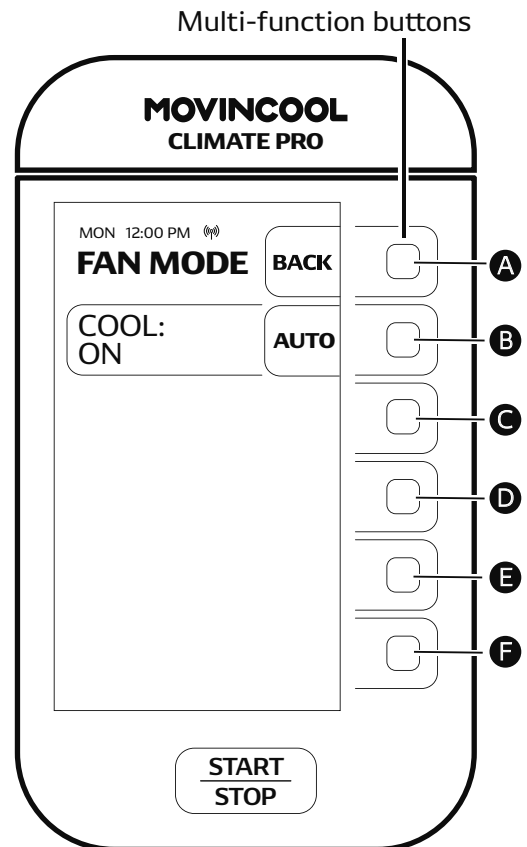 Multi-function buttons
MOVINCOOL
CLIMATE PRO
MON 12:00 PM
FAN MODE
BACK
A
COOL:
ON
AUTO
B
C
D
E
F
START
STOP